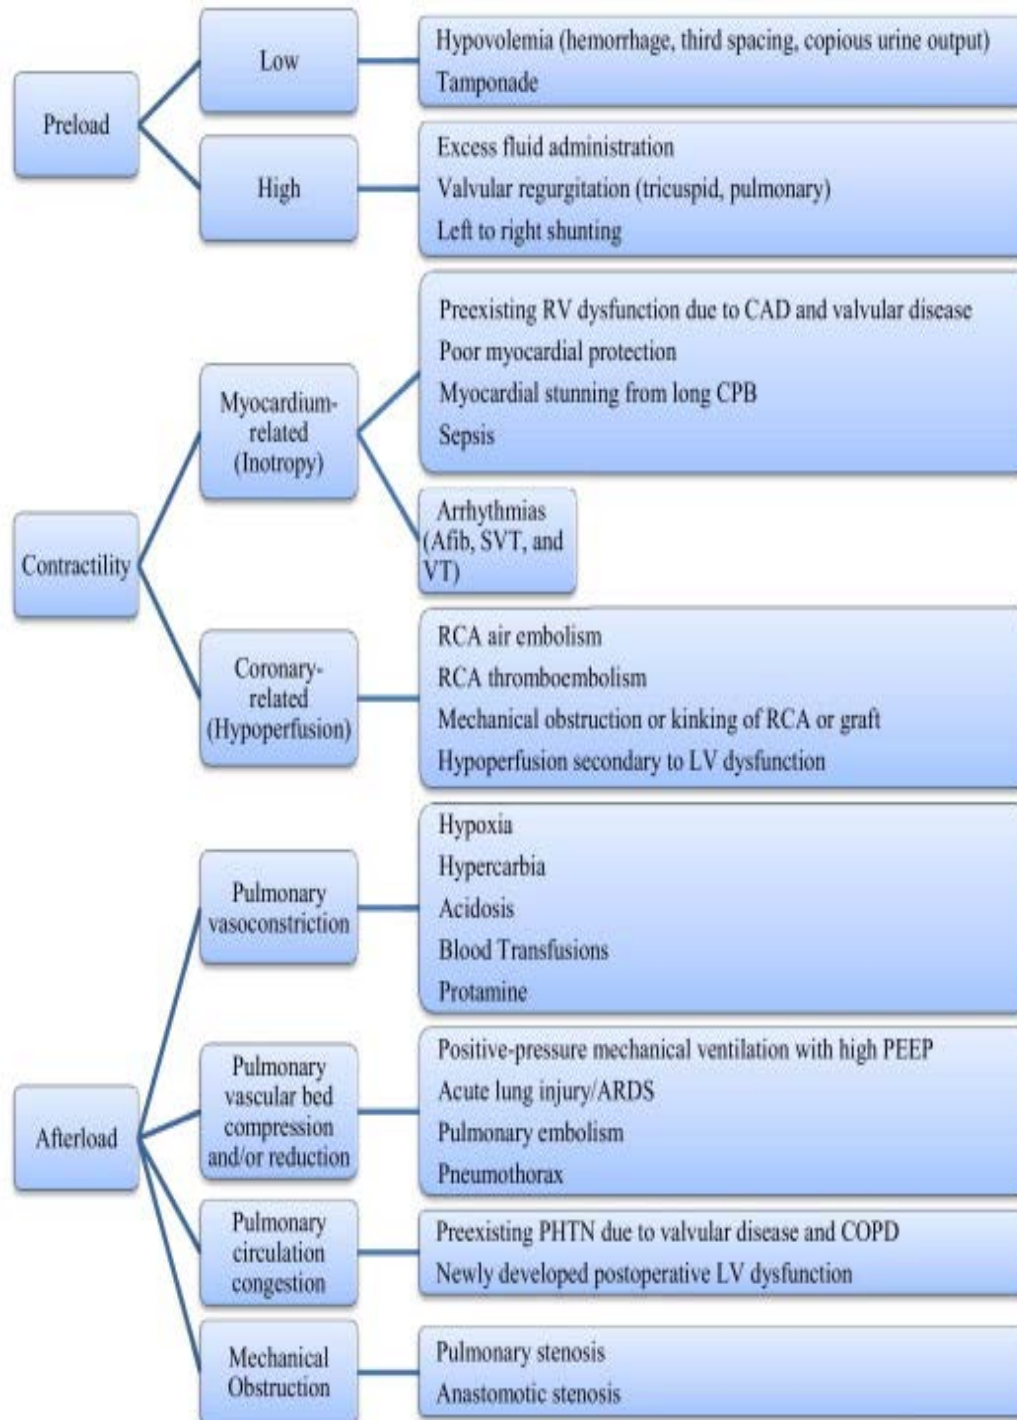 Preload
Low
Hypovolemia (hemorrhage, third spacing, copious urine output)
Tamponade
High
Excess fluid administration
Valvular regurgitation (tricuspid, pulmonary)
Left to right shunting
Contractility
Myocardium-
related
(Inotropy)
Preexisting RV dysfunction due to CAD and valvular disease
Poor myocardial protection
Myocardial stunning from long CPB
Sepsis
Arrhythmias
(Afib, SVT, and
VT)
Coronary-
related
(Hypoperfusion)
RCA air embolism
RCA thromboembolism
Mechanical obstruction or kinking of RCA or graft
Hypoperfusion secondary to LV dysfunction
Afterload
Pulmonary
vasoconstriction
Hypoxia
Hypercarbia
Acidosis
Blood Transfusions
Protamine
Pulmonary
vascular bed
compression
and/or reduction
Positive-pressure mechanical ventilation with high PEEP
Acute lung injury/ARDS
Pulmonary embolism
Pneumothorax
Pulmonary
circulation
congestion
Preexisting PHTN due to valvular disease and COPD
Newly developed postoperative LV dysfunction
Mechanical
Obstruction
Pulmonary stenosis
Anastomotic stenosis